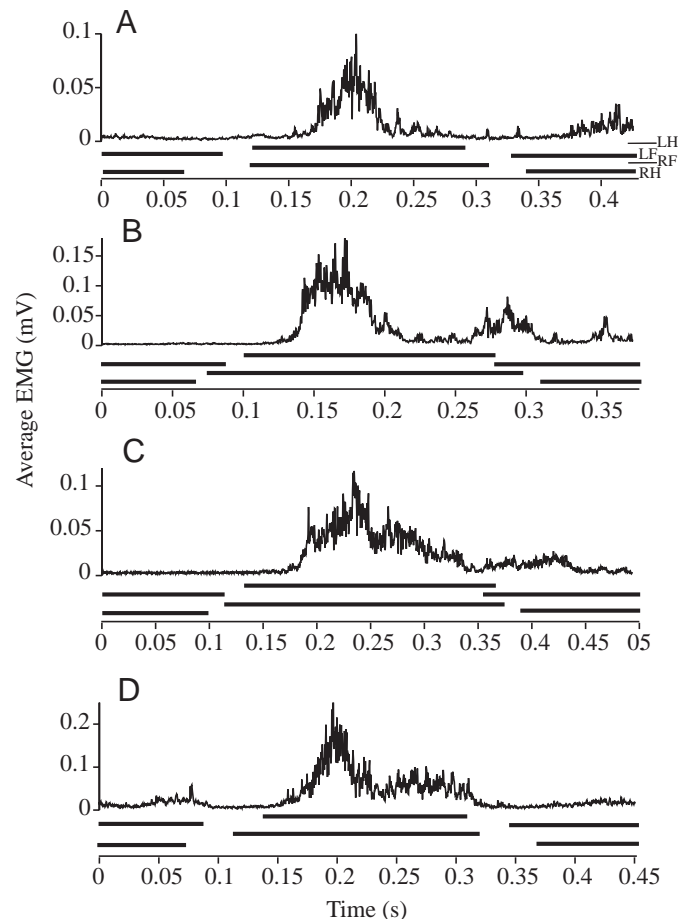 A
0.1
0.05
0
LH
LF
RF
RH
0 0.05 0.1 0.15 0.2 0.25 0.3 0.35 0.4
B
0.15
0.1
0.05
0
0 0.05 0.1 0.15 0.2 0.25 0.3 0.35
Average EMG (mV)
C
0.1
0.05
0
0 0.05 0.1 0.15 0.2 0.25 0.3 0.35 0.4 0.45 05
D
0.2
0.1
0
0 0.05 0.1 0.15 0.2 0.25 0.3 0.35 0.4 0.45
Time (s)